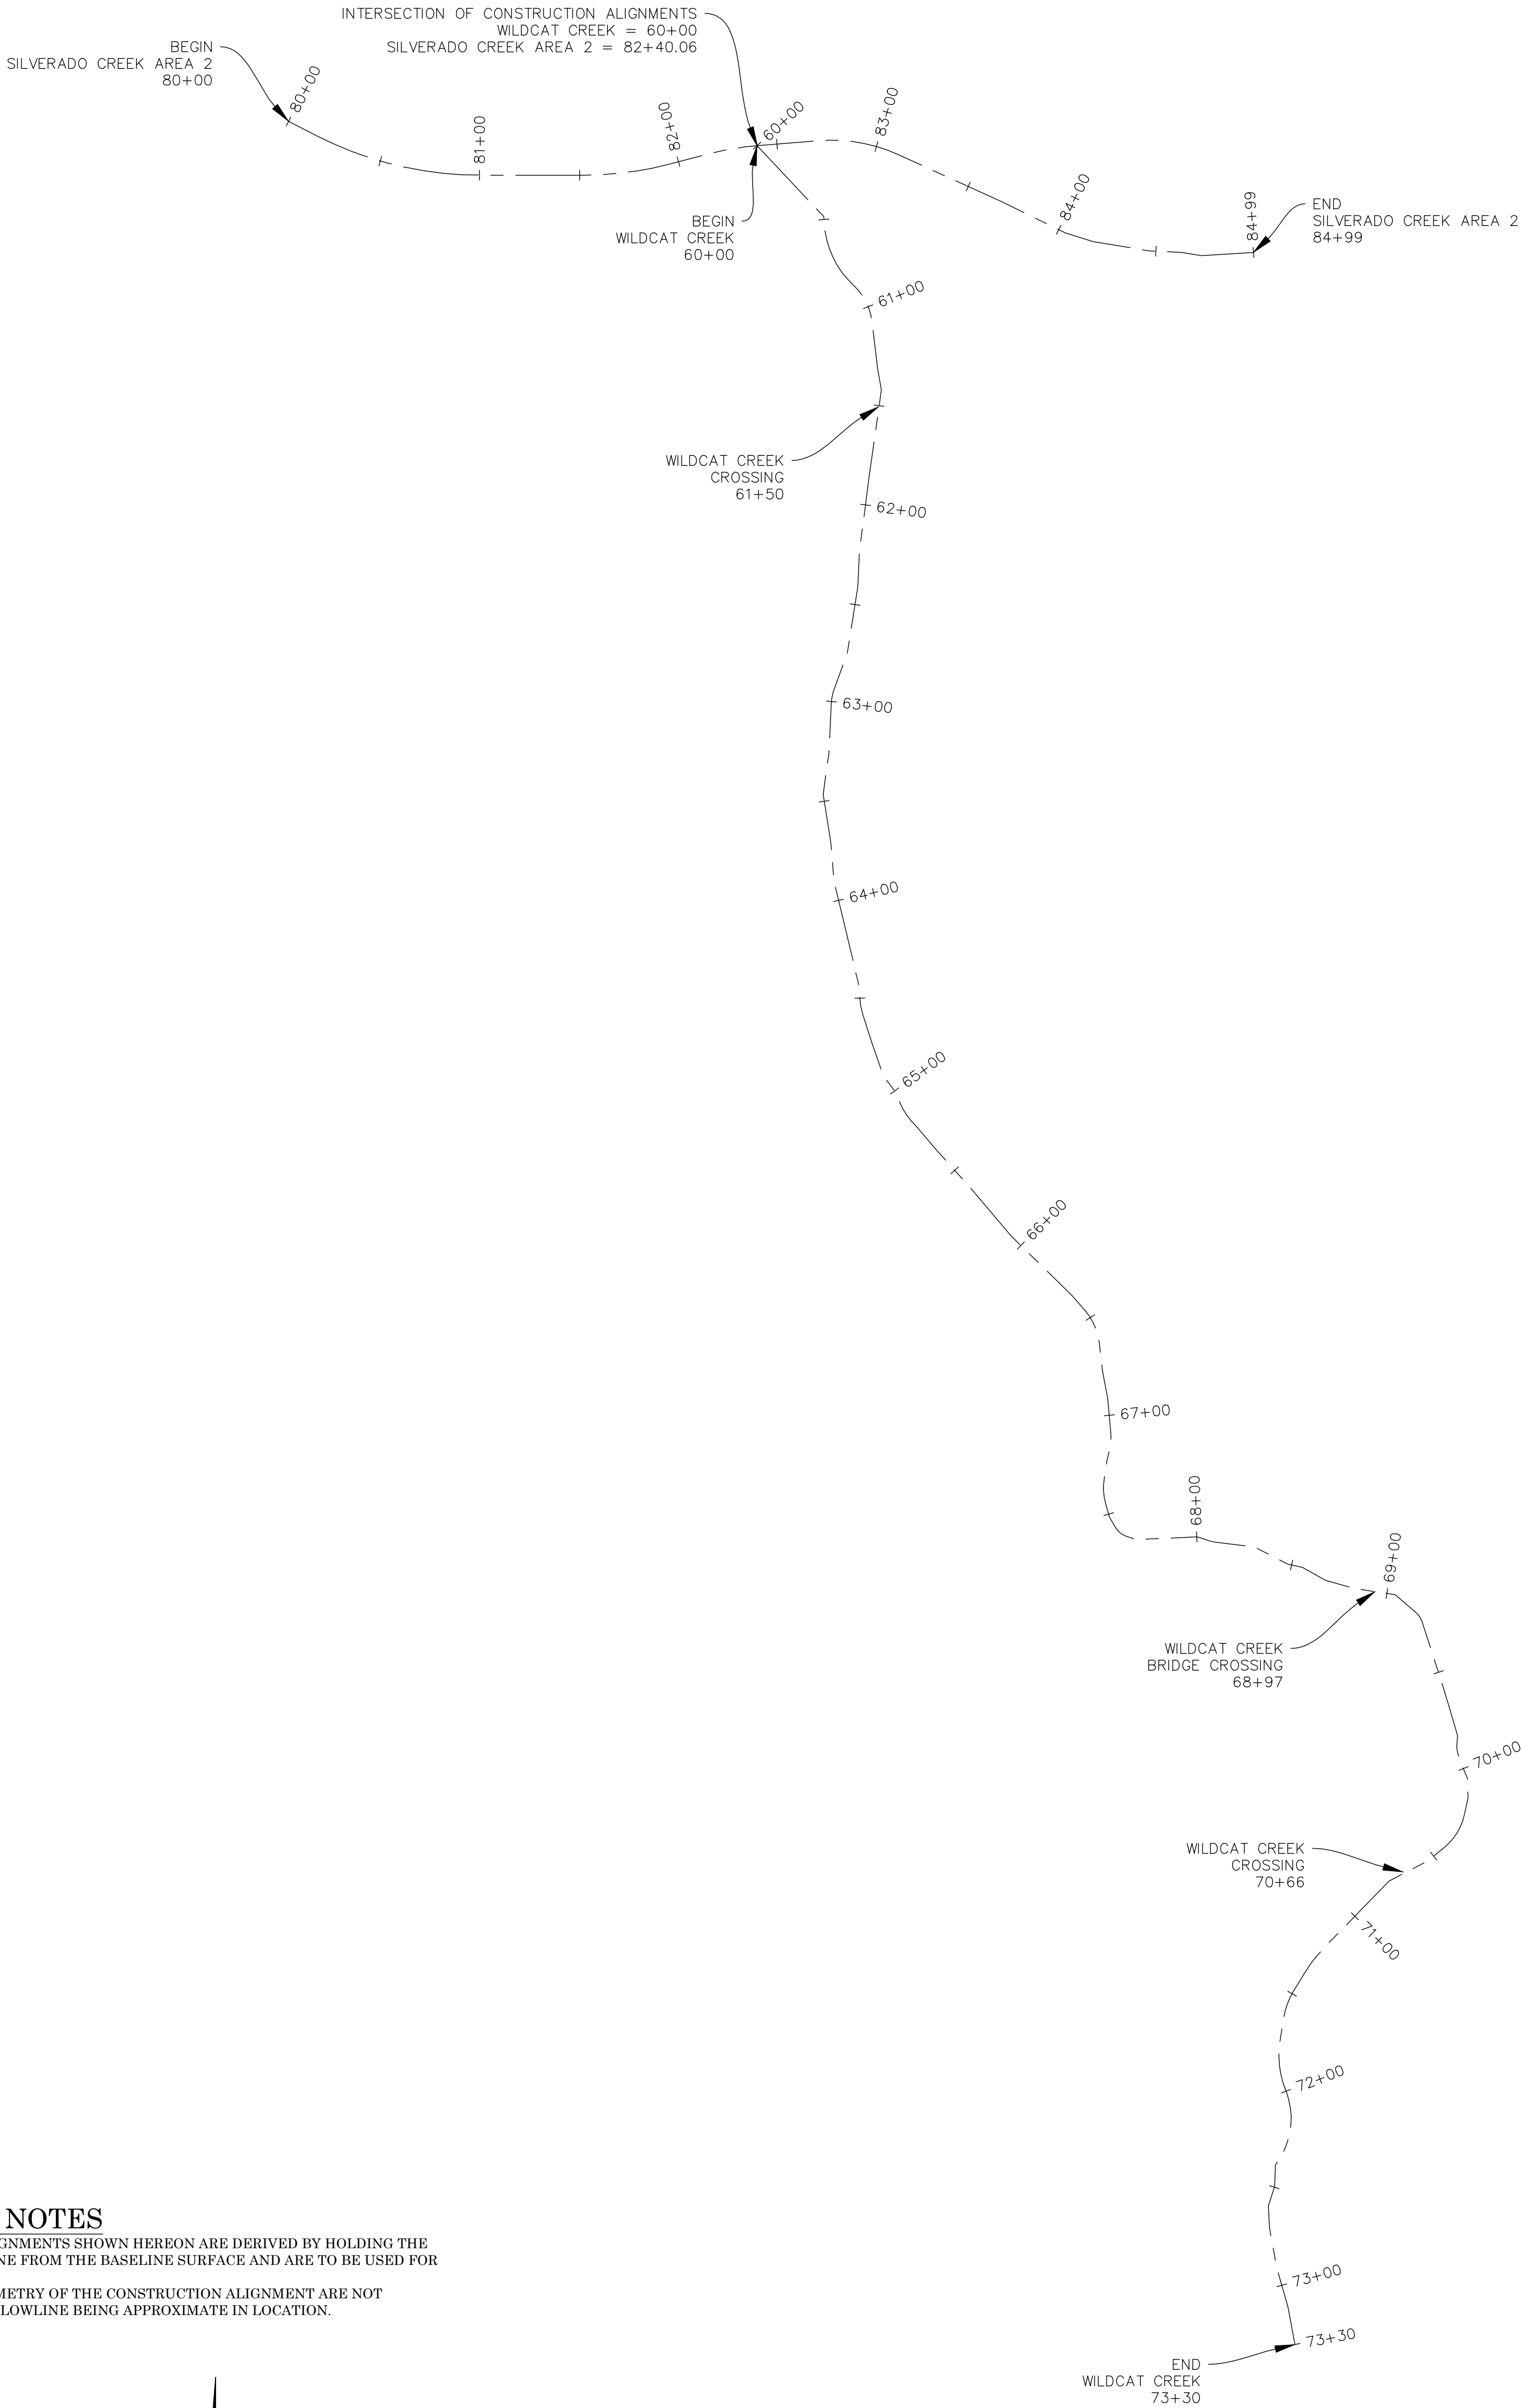 INTERSECTION OF CONSTRUCTION ALIGNMENTS
WILDCAT CREEK = 60+00
SILVERADO CREEK AREA 2 = 82+40.06
BEGIN
SILVERADO CREEK AREA 2
80+00
80+00
81+00
82+00
60+00
83+00
84+00
84+99
END
SILVERADO CREEK AREA 2
84+99
BEGIN
WILDCAT CREEK
60+00
61+00
WILDCAT CREEK
CROSSING
61+50
62+00
63+00
64+00
65+00
66+00
67+00
68+00
69+00
WILDCAT CREEK
BRIDGE CROSSING
68+97
70+00
WILDCAT CREEK
CROSSING
70+66
71+00
72+00
73+00
73+30
END
WILDCAT CREEK
73+30
NOTES
GNMENTS SHOWN HEREON ARE DERIVED BY HOLDING THE
NE FROM THE BASELINE SURFACE AND ARE TO BE USED FOR
METRY OF THE CONSTRUCTION ALIGNMENT ARE NOT
LOWLINE BEING APPROXIMATE IN LOCATION.